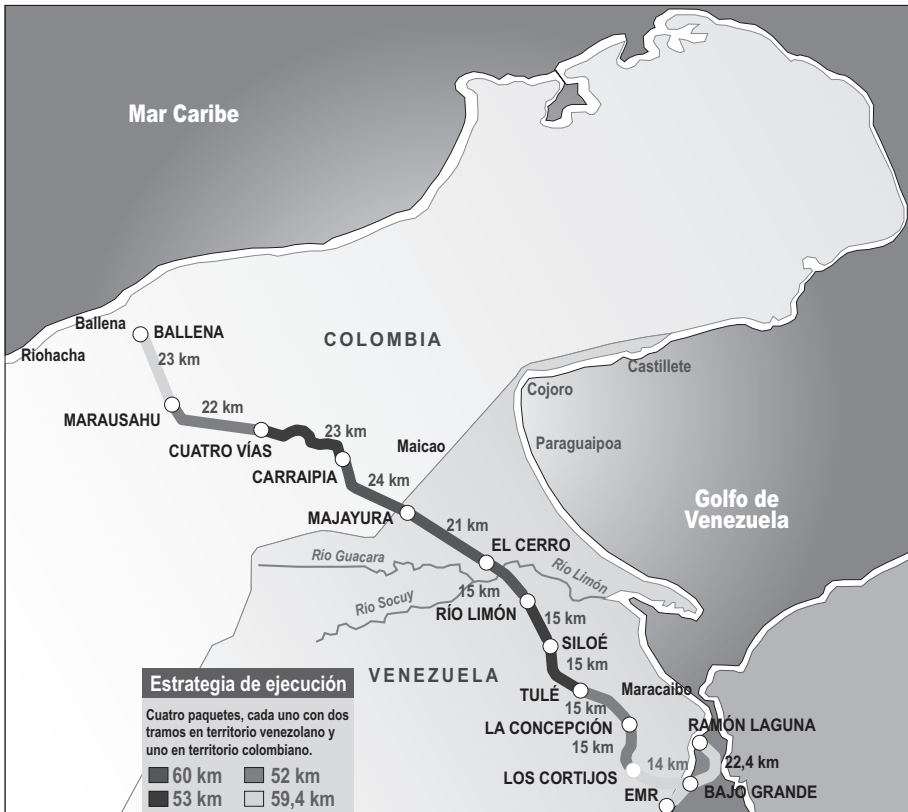 Mar Caribe
Ballena
BALLENA
Riohacha
COLOMBIA
23 km
Castillete
Cojoro
MARAUSAHU
22 km
CUATRO VÍAS
23 km
Maicao
Paraguaipoa
CARRAIPIA
24 km
Golfo de
Venezuela
MAJAYURA
21 km
EL CERRO
Río Guacara
Río Limón
15 km
Río Socuy
RÍO LIMÓN
15 km
SILOÉ
VENEZUELA
15 km
TULÉ
Maracaibo
15 km
LA CONCEPCIÓN
RAMÓN LAGUNA
15 km
14 km
22,4 km
LOS CORTIJOS
EMR
BAJO GRANDE
Estrategia de ejecución
Cuatro paquetes, cada uno con dos
tramos en territorio venezolano y
uno en territorio colombiano.
60 km
52 km
53 km
59,4 km